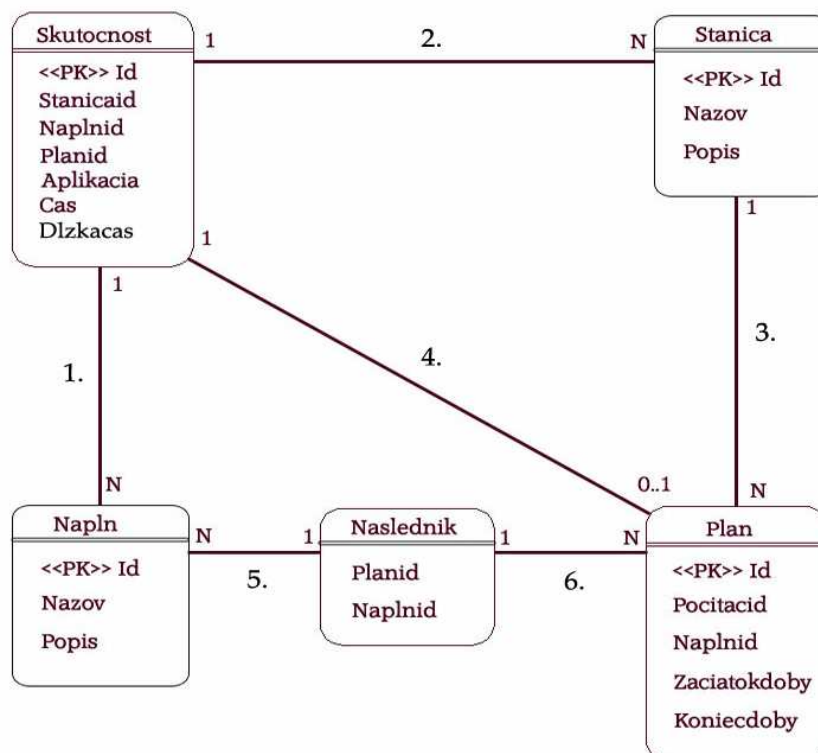 Skutocnost
<<PK>> Id
Stanicaid
Naplnid
Planid
Aplikacia
Cas
Dlzkacas
1
2.
N
Stanica
<<PK>> Id
Nazov
Popis
1
3.
N
1
4.
0..1
1
1.
N
Napln
<<PK>> Id
Nazov
Popis
N
5.
1
Naslednik
Planid
Naplnid
1
6.
N
Plan
<<PK>> Id
Pocitacid
Naplnid
Zaciatokdoby
Koniecdoby